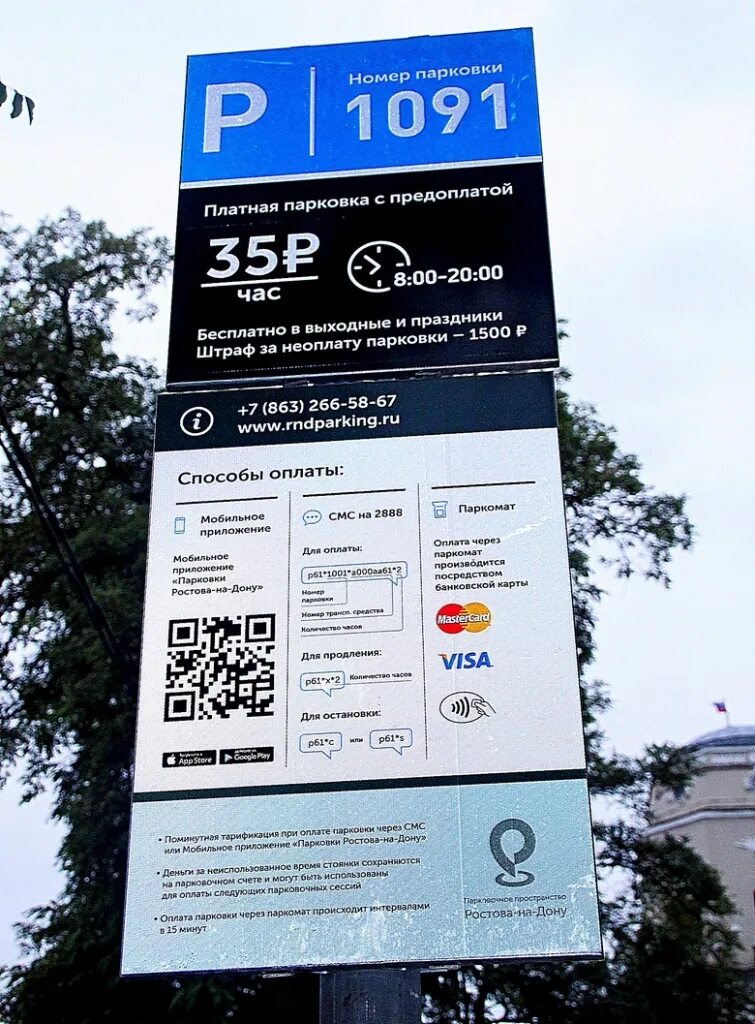 P
Номер парковки
1091
Платная парковка с предоплатой
35₽
час
8:00-20:00
Бесплатно в выходные и праздники
Штраф за неоплату парковки – 1500 ₽
i
+7 (863) 266-58-67
www.rndparking.ru
Способы оплаты:
Мобильное
приложение
Мобильное
приложение
«Парковки
Ростова-на-Дону»
App Store
Google Play
СМС на 2888
Для оплаты:
р61*1001*а000аа61*2
Номер
парковки
Номер трансп. средства
Количество часов
Для продления:
р61*х*2
Количество часов
Для остановки:
р61*с
или
р61*s
Паркомат
Оплата через
паркомат
производится
посредством
банковской карты
MasterCard
VISA
• Поминутная тарификация при оплате парковки через СМС
или Мобильное приложение «Парковки Ростова-на-Дону»
• Деньги за неиспользованное время стоянки сохраняются
на парковочном счете и могут быть использованы
для оплаты следующих парковочных сессий
• Оплата парковки через паркомат происходит интервалами
в 15 минут
Парковочное пространство
Ростова-на-Дону